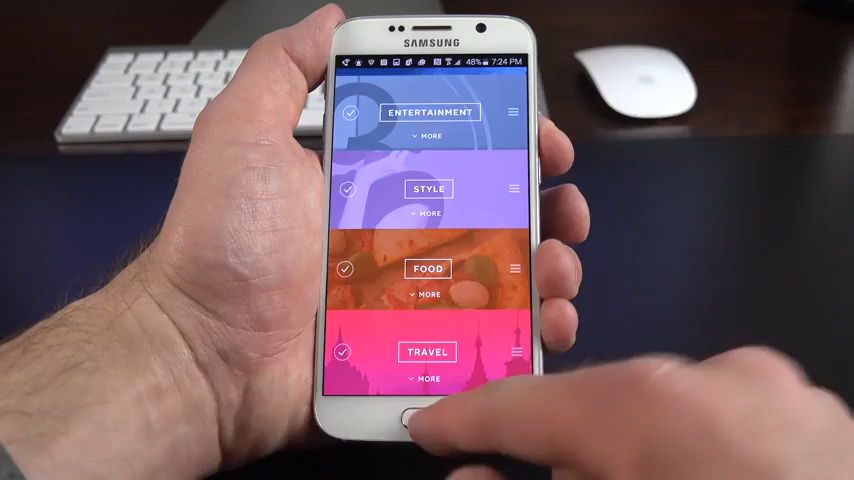 SAMSUNG
48% 7:24 PM
ENTERTAINMENT
MORE
STYLE
MORE
FOOD
MORE
TRAVEL
MORE